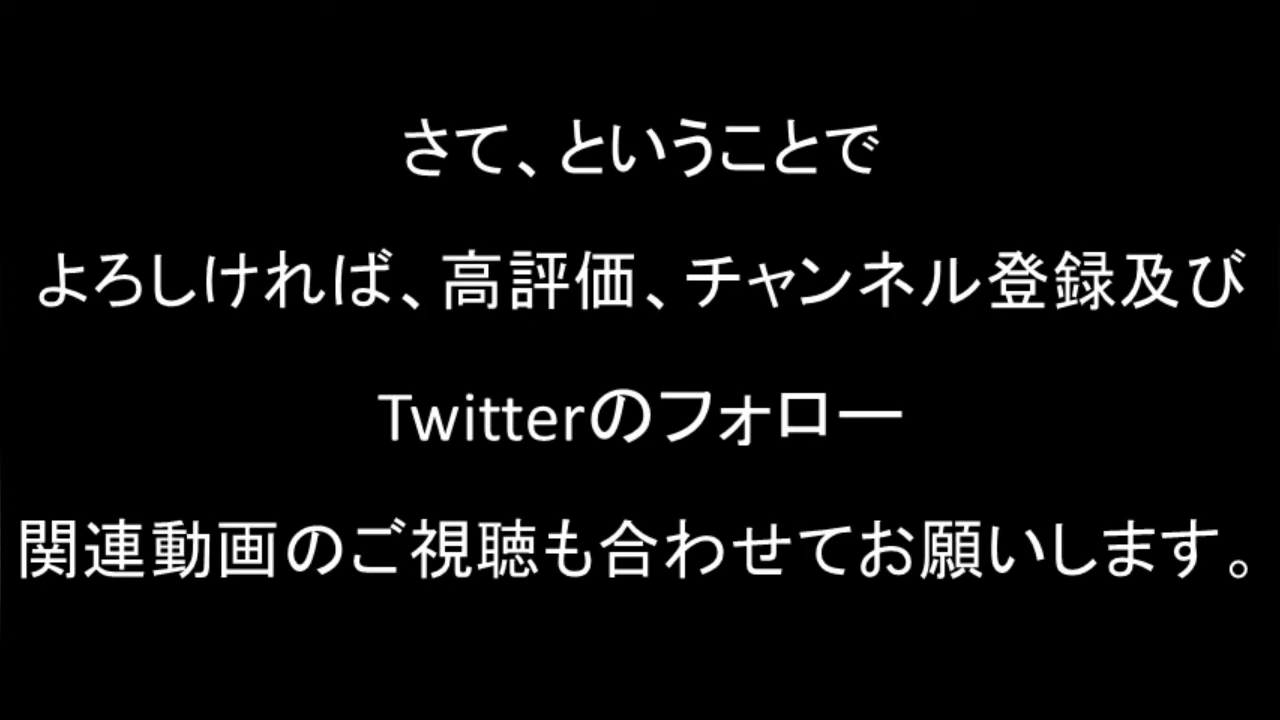 さて、ということで
よろしければ、高評価、チャンネル登録及び
Twitterのフォロー
関連動画のご視聴も合わせてお願いします。